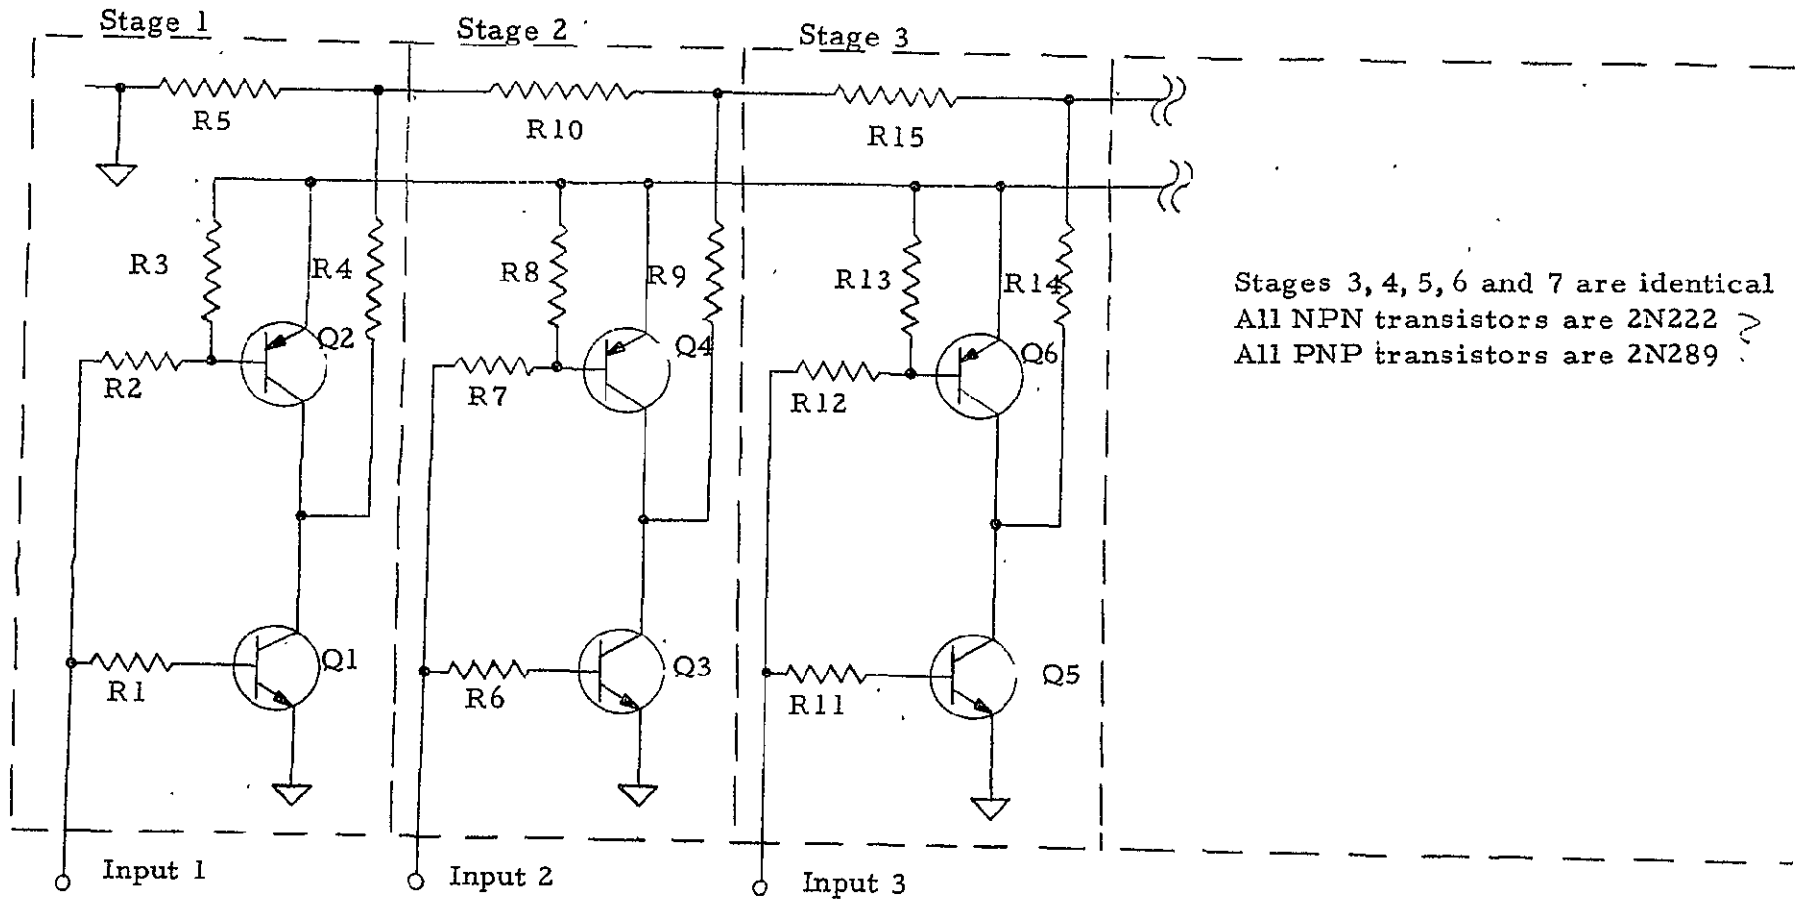 Stage 1
Stage 2
Stage 3
R5
R10
R15
R3
R4
R8
R9
R13
R14
Q2
Q4
Q6
R2
R7
R12
Stages 3, 4, 5, 6 and 7 are identical
All NPN transistors are 2N222 ?
All PNP transistors are 2N289
Q1
Q3
Q5
R1
R6
R11
Input 1
Input 2
Input 3